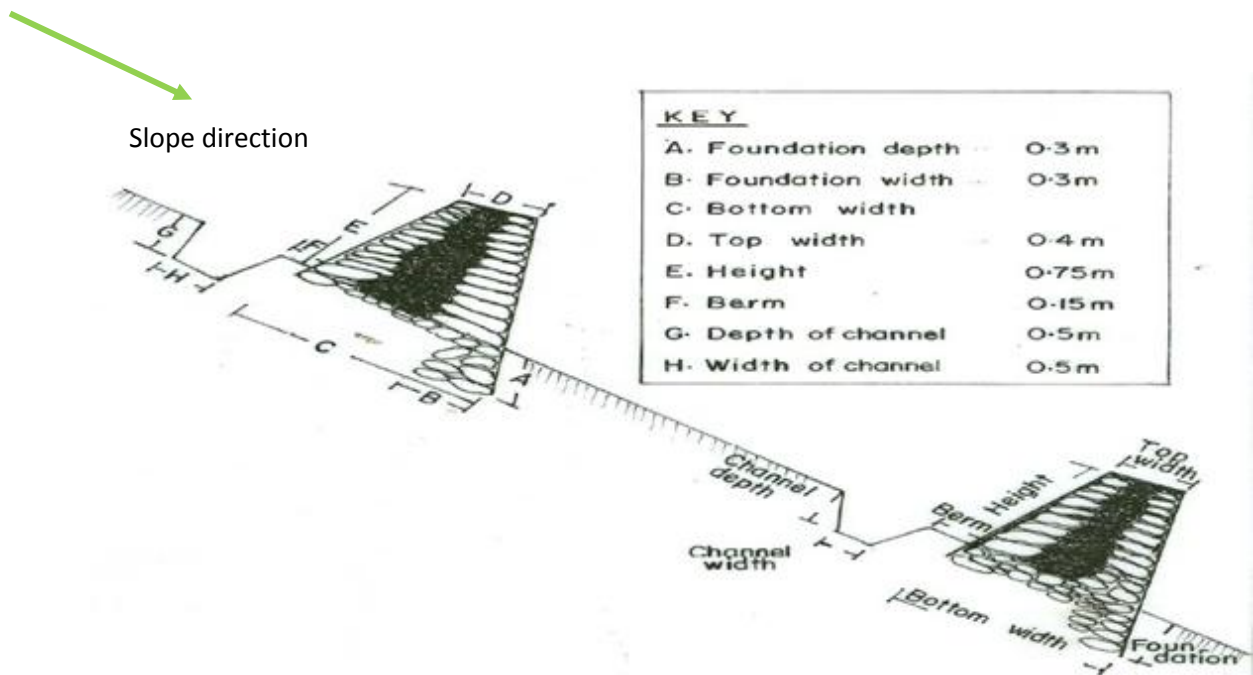 Slope direction
KEY
A. Foundation depth 0.3m
B. Foundation width 0.3m
C. Bottom width
D. Top width 0.4m
E. Height 0.75m
F. Berm 0.15m
G. Depth of channel 0.5m
H. Width of channel 0.5m
D
E
F
G
H
C
A
B
Top
width
Height
Berm
Channel
depth
Channel
width
Bottom width
Foun-
dation